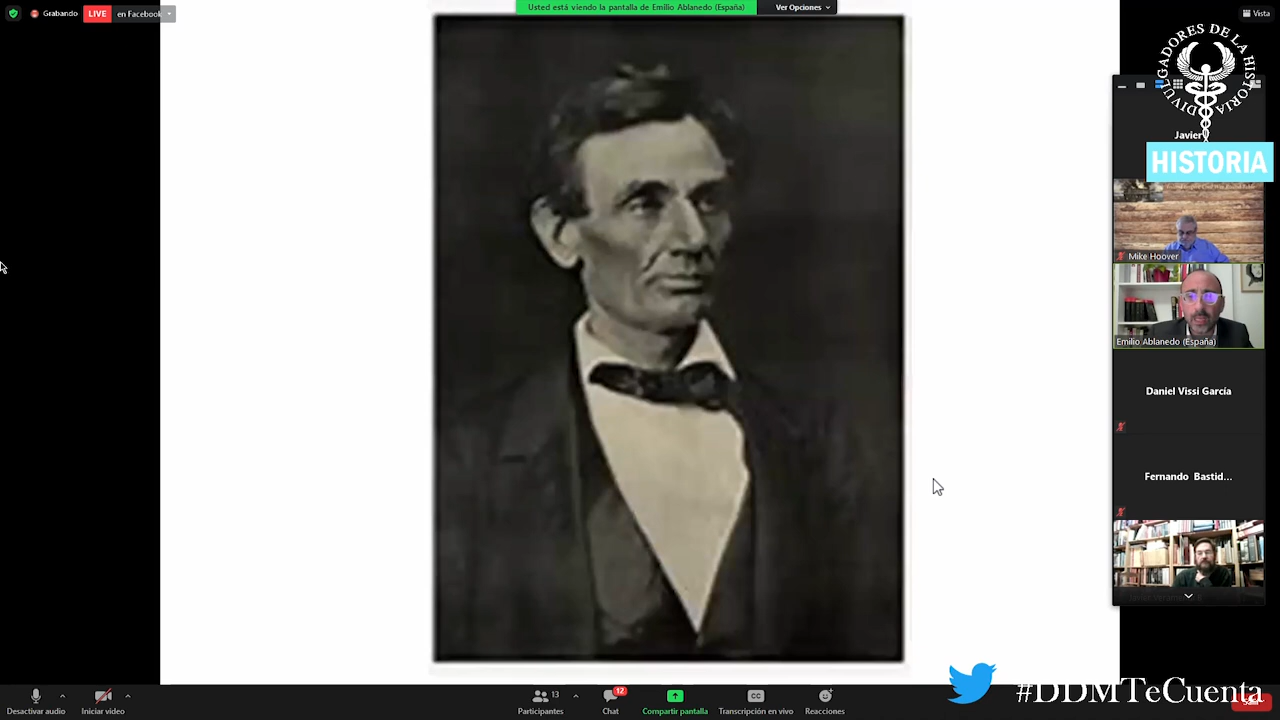 Grabando
LIVE
en Facebook
Usted está viendo la pantalla de Emilio Ablanedo (España)
Ver Opciones
Vista
DIVULGADORES DE LA HISTORIA
Javier
HISTORIA
Mike Hoover
Emilio Ablanedo (España)
Daniel Vissi García
Fernando Bastid...
Desactivar audio
Iniciar video
Participantes
13
Chat
12
Compartir pantalla
Transcripción en vivo
Reacciones
Salir
#DDMTeCuenta